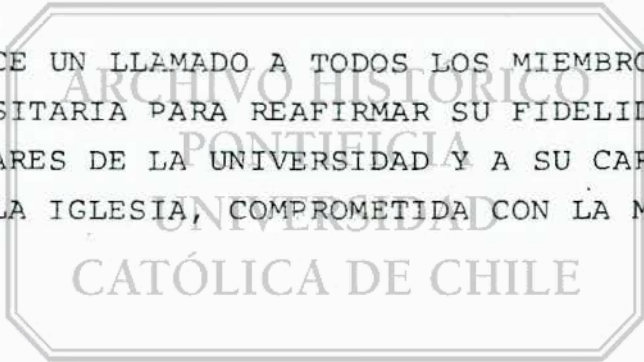 CE UN LLAMADO A TODOS LOS MIEMBRO
ARCHIVO HISTÓRICO
SITARIA PARA REAFIRMAR SU FIDELID
PONTIFICIA
ARES DE LA UNIVERSIDAD Y A SU CAR
LA IGLESIA, COMPROMETIDA CON LA M
UNIVERSIDAD
CATÓLICA DE CHILE